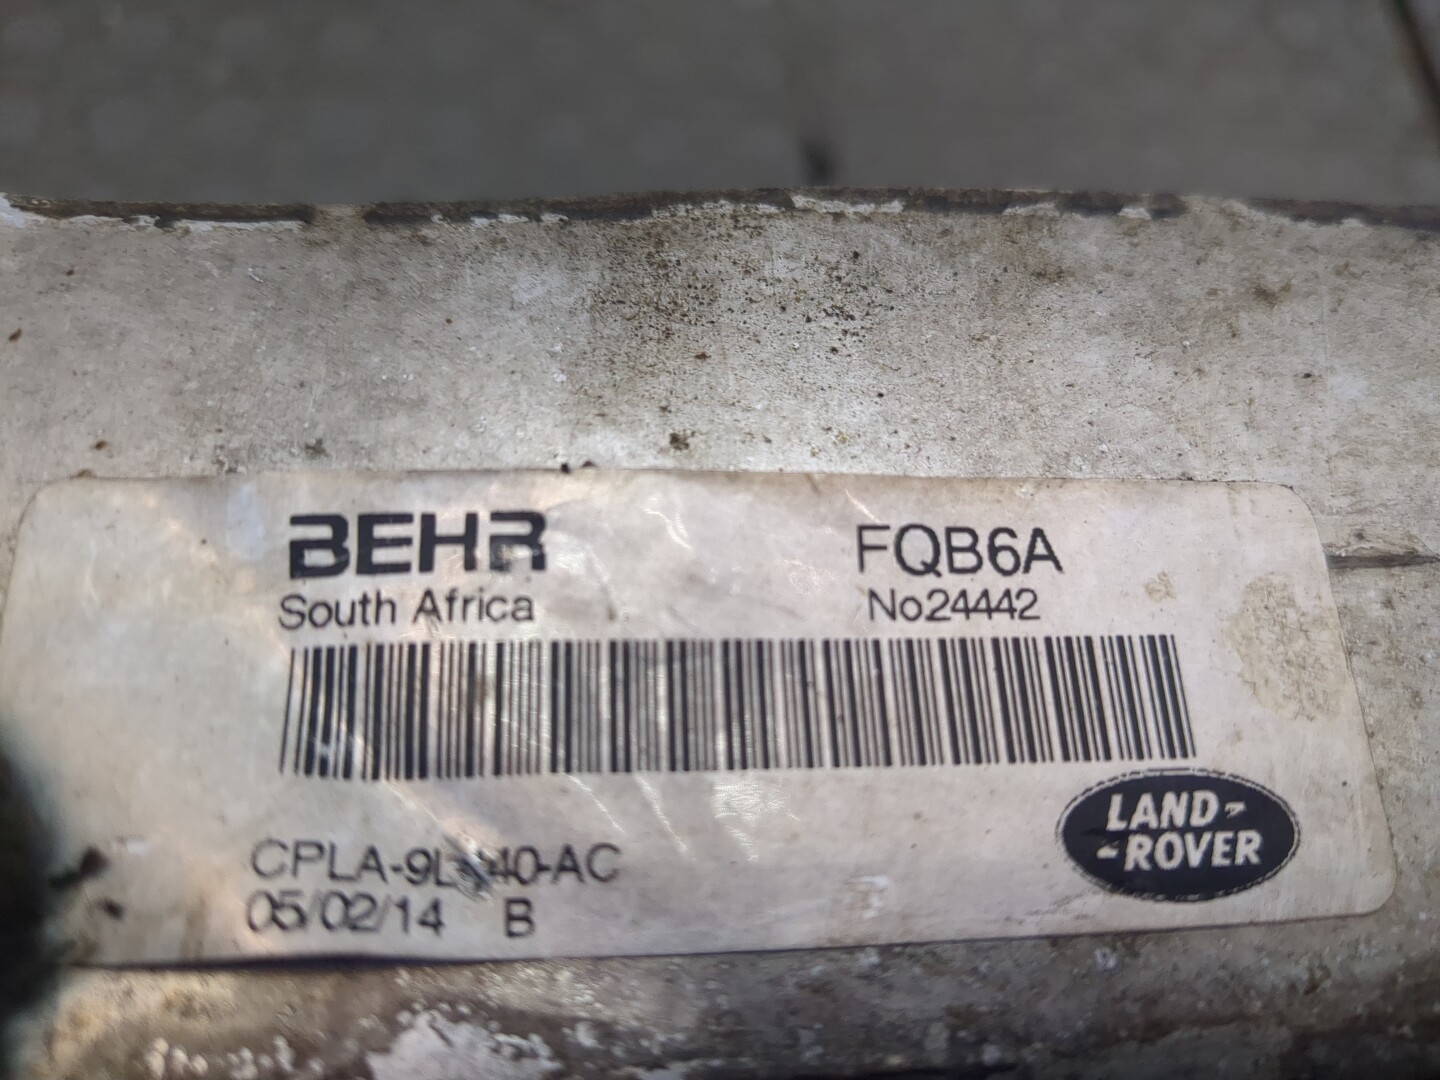 BEHR
South Africa
FQB6A
No24442
05/02/14 B
LAND-
-ROVER